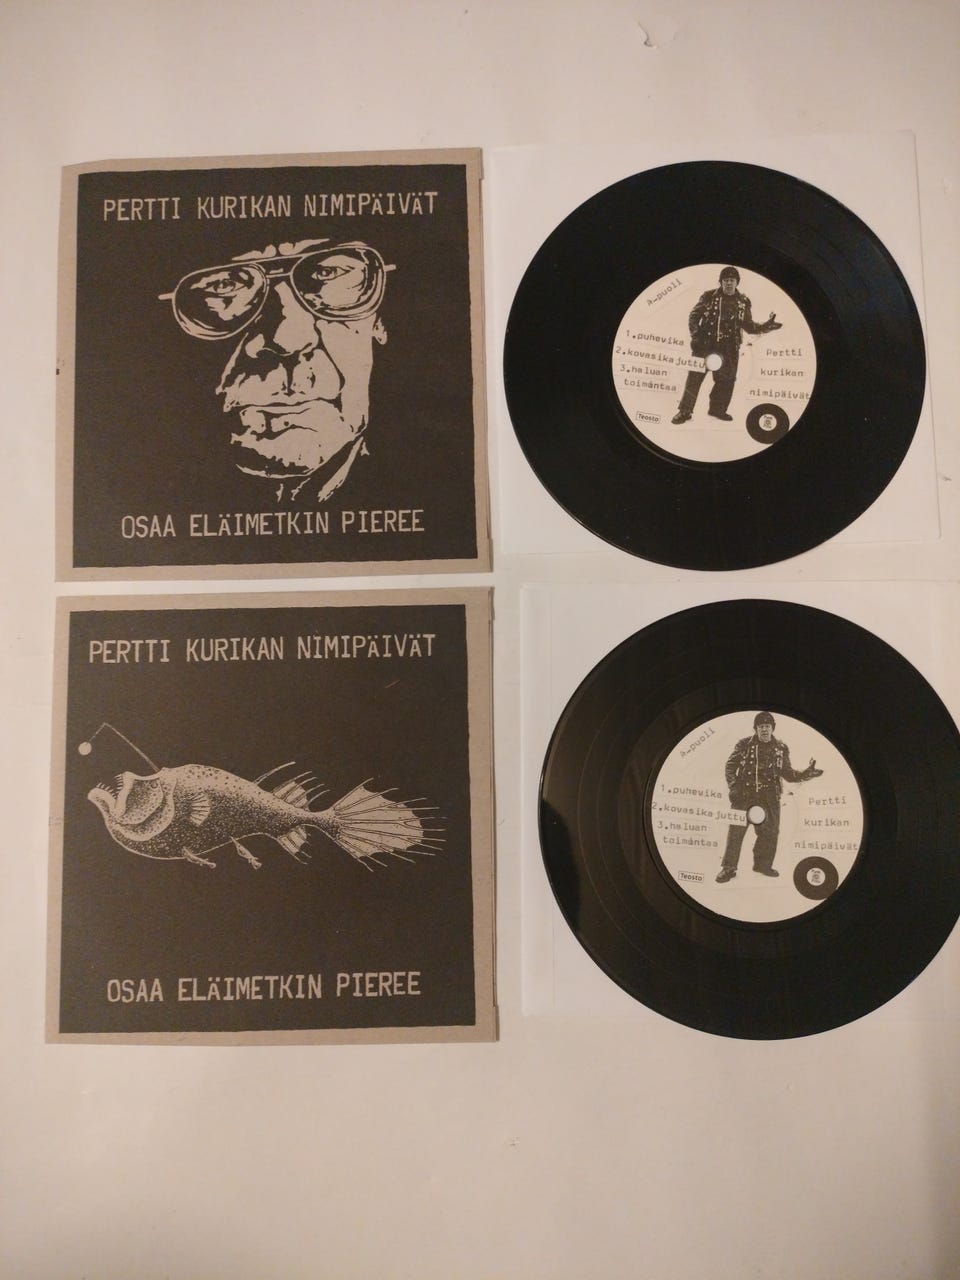 PERTTI KURIKAN NIMIPÄIVÄT
OSAA ELÄIMETKIN PIEREE
A-puoli
1.puhevika
2.kovasikajuttu
3.haluan
toimintaa
Pertti
kurikan
nimipäivät
Teosto
PERTTI KURIKAN NIMIPÄIVÄT
OSAA ELÄIMETKIN PIEREE
A-puoli
1.puhevika
2.kovasikajuttu
3.haluan
toimintaa
Pertti
kurikan
nimipäivät
Teosto